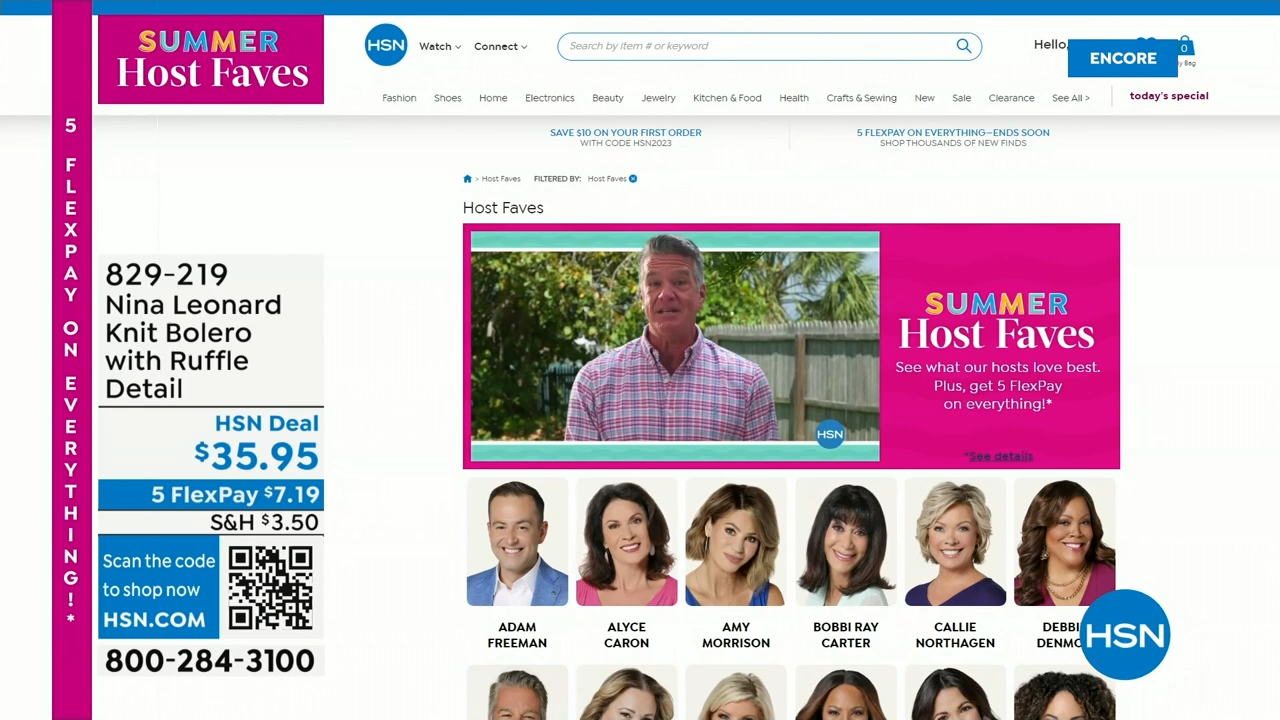 SUMMER
Host Faves
5 FLEXPAY ON EVERYTHING!*
829-219
Nina Leonard
Knit Bolero
with Ruffle
Detail
HSN Deal
$35.95
5 FlexPay $7.19
S&H $3.50
Scan the code
to shop now
HSN.COM
800-284-3100
HSN
Watch
Connect
Search by item # or keyword
Hello,
0
ENCORE
Bag
Fashion Shoes Home Electronics Beauty Jewelry Kitchen & Food Health Crafts & Sewing New Sale Clearance See All > today's special
SAVE $10 ON YOUR FIRST ORDER
WITH CODE HSN2023
5 FLEXPAY ON EVERYTHING—ENDS SOON
SHOP THOUSANDS OF NEW FINDS
> Host Faves FILTERED BY: Host Faves
Host Faves
HSN
SUMMER
Host Faves
See what our hosts love best.
Plus, get 5 FlexPay
on everything!*
*See details
ADAM
FREEMAN
ALYCE
CARON
AMY
MORRISON
BOBBI RAY
CARTER
CALLIE
NORTHAGEN
DEBB
DENMO
HSN